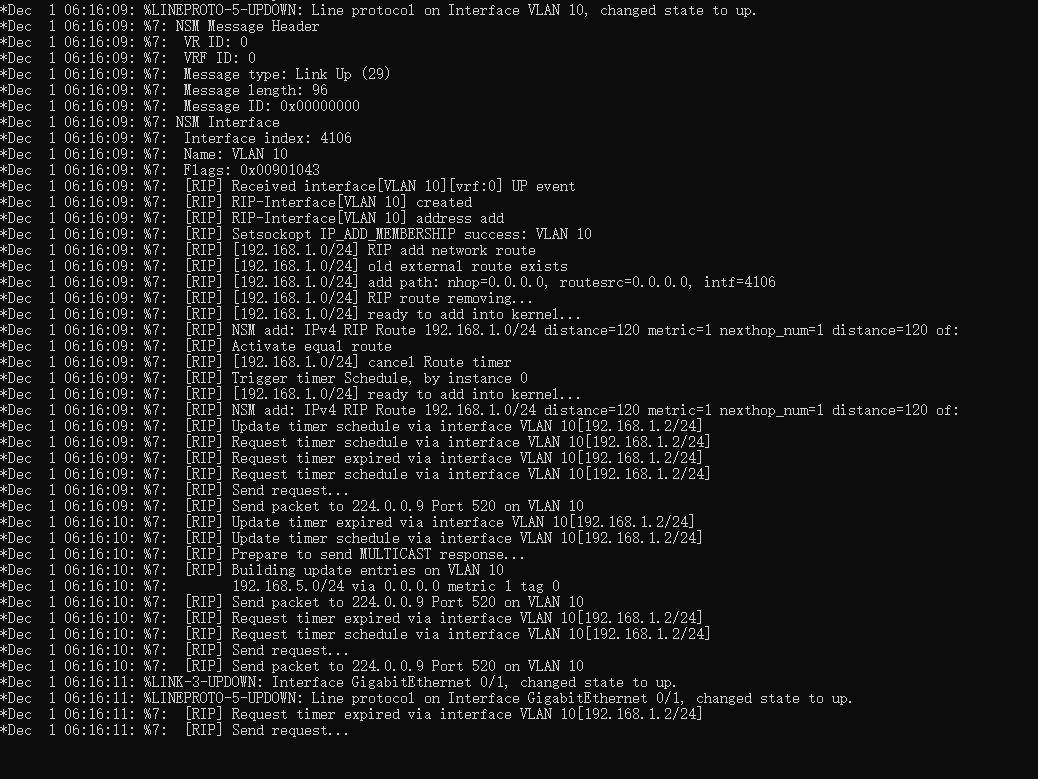 *Dec  1 06:16:09: %LINEPROTO-5-UPDOWN: Line protocol on Interface VLAN 10, changed state to up.
*Dec  1 06:16:09: %7: NSM Message Header
*Dec  1 06:16:09: %7:  VR ID: 0
*Dec  1 06:16:09: %7:  VRF ID: 0
*Dec  1 06:16:09: %7:  Message type: Link Up (29)
*Dec  1 06:16:09: %7:  Message length: 96
*Dec  1 06:16:09: %7:  Message ID: 0x00000000
*Dec  1 06:16:09: %7: NSM Interface
*Dec  1 06:16:09: %7:  Interface index: 4106
*Dec  1 06:16:09: %7:  Name: VLAN 10
*Dec  1 06:16:09: %7:  Flags: 0x00901043
*Dec  1 06:16:09: %7:  [RIP] Received interface[VLAN 10][vrf:0] UP event
*Dec  1 06:16:09: %7:  [RIP] RIP-Interface[VLAN 10] created
*Dec  1 06:16:09: %7:  [RIP] RIP-Interface[VLAN 10] address add
*Dec  1 06:16:09: %7:  [RIP] Setsockopt IP_ADD_MEMBERSHIP success: VLAN 10
*Dec  1 06:16:09: %7:  [RIP] [192.168.1.0/24] RIP add network route
*Dec  1 06:16:09: %7:  [RIP] [192.168.1.0/24] old external route exists
*Dec  1 06:16:09: %7:  [RIP] [192.168.1.0/24] add path: nhop=0.0.0.0, routesrc=0.0.0.0, intf=4106
*Dec  1 06:16:09: %7:  [RIP] [192.168.1.0/24] RIP route removing...
*Dec  1 06:16:09: %7:  [RIP] [192.168.1.0/24] ready to add into kernel...
*Dec  1 06:16:09: %7:  [RIP] NSM add: IPv4 RIP Route 192.168.1.0/24 distance=120 metric=1 nexthop_num=1 distance=120 of:
*Dec  1 06:16:09: %7:  [RIP] Activate equal route
*Dec  1 06:16:09: %7:  [RIP] [192.168.1.0/24] cancel Route timer
*Dec  1 06:16:09: %7:  [RIP] Trigger timer Schedule, by instance 0
*Dec  1 06:16:09: %7:  [RIP] [192.168.1.0/24] ready to add into kernel...
*Dec  1 06:16:09: %7:  [RIP] NSM add: IPv4 RIP Route 192.168.1.0/24 distance=120 metric=1 nexthop_num=1 distance=120 of:
*Dec  1 06:16:09: %7:  [RIP] Update timer schedule via interface VLAN 10[192.168.1.2/24]
*Dec  1 06:16:09: %7:  [RIP] Request timer schedule via interface VLAN 10[192.168.1.2/24]
*Dec  1 06:16:09: %7:  [RIP] Request timer expired via interface VLAN 10[192.168.1.2/24]
*Dec  1 06:16:09: %7:  [RIP] Request timer schedule via interface VLAN 10[192.168.1.2/24]
*Dec  1 06:16:09: %7:  [RIP] Send request...
*Dec  1 06:16:09: %7:  [RIP] Send packet to 224.0.0.9 Port 520 on VLAN 10
*Dec  1 06:16:10: %7:  [RIP] Update timer expired via interface VLAN 10[192.168.1.2/24]
*Dec  1 06:16:10: %7:  [RIP] Update timer schedule via interface VLAN 10[192.168.1.2/24]
*Dec  1 06:16:10: %7:  [RIP] Prepare to send MULTICAST response...
*Dec  1 06:16:10: %7:  [RIP] Building update entries on VLAN 10
*Dec  1 06:16:10: %7:        192.168.5.0/24 via 0.0.0.0 metric 1 tag 0
*Dec  1 06:16:10: %7:  [RIP] Send packet to 224.0.0.9 Port 520 on VLAN 10
*Dec  1 06:16:10: %7:  [RIP] Request timer expired via interface VLAN 10[192.168.1.2/24]
*Dec  1 06:16:10: %7:  [RIP] Request timer schedule via interface VLAN 10[192.168.1.2/24]
*Dec  1 06:16:10: %7:  [RIP] Send request...
*Dec  1 06:16:10: %7:  [RIP] Send packet to 224.0.0.9 Port 520 on VLAN 10
*Dec  1 06:16:11: %LINK-3-UPDOWN: Interface GigabitEthernet 0/1, changed state to up.
*Dec  1 06:16:11: %LINEPROTO-5-UPDOWN: Line protocol on Interface GigabitEthernet 0/1, changed state to up.
*Dec  1 06:16:11: %7:  [RIP] Request timer expired via interface VLAN 10[192.168.1.2/24]
*Dec  1 06:16:11: %7:  [RIP] Send request...